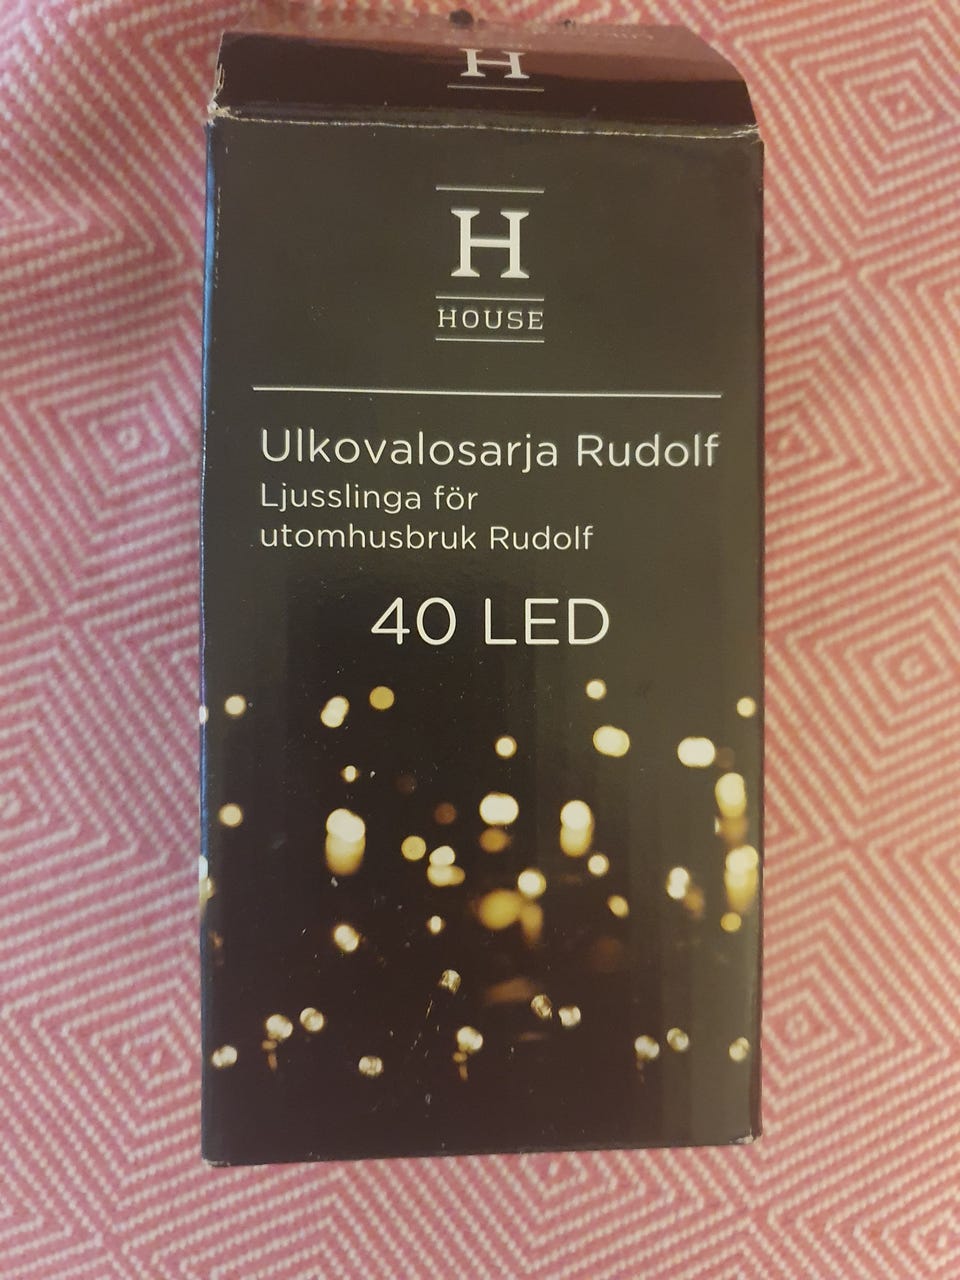 H
H
HOUSE
Ulkovalosarja Rudolf
Ljusslinga för
utomhusbruk Rudolf
40 LED